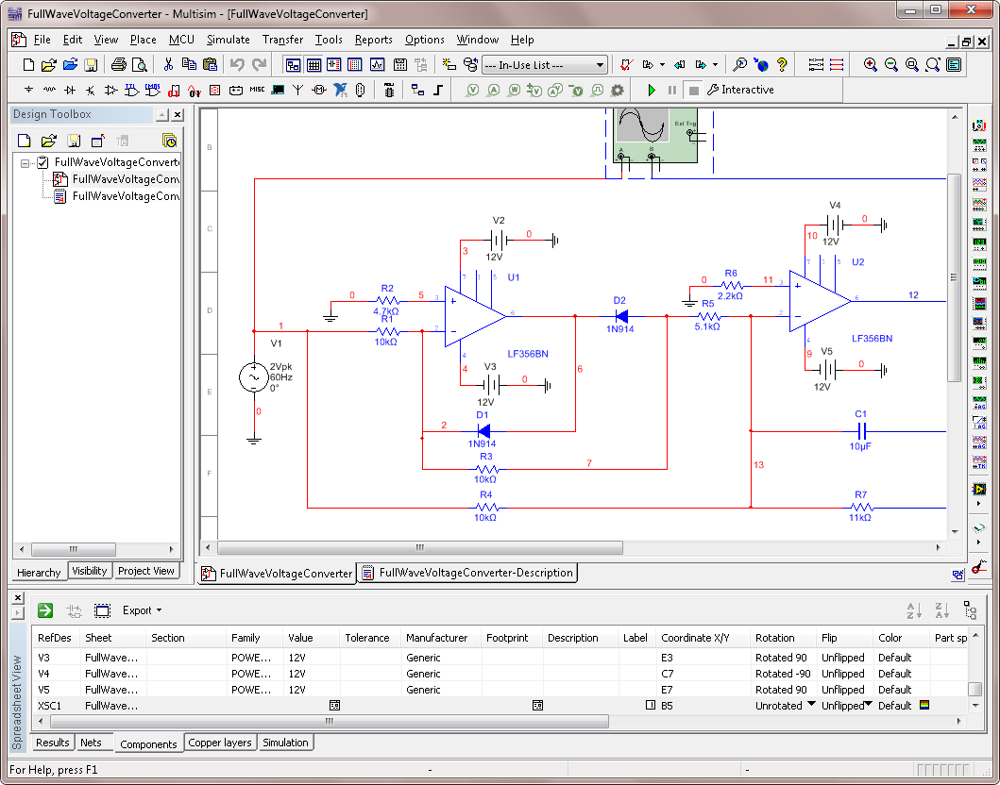 FullWaveVoltageConverter - Multisim - [FullWaveVoltageConverter]
File Edit View Place MCU Simulate Transfer Tools Reports Options Window Help
--- In-Use List ---
MISC
Interactive
Design Toolbox
FullWaveVoltageConverte
FullWaveVoltageConv
FullWaveVoltageConv
Hierarchy Visibility Project View
B
C
D
E
F
Ext Trig
A B
V2
12V
3
0
V4
12V
10
0
7 1 5
U1
R2
4.7kΩ
0
5
3
R1
10kΩ
1
2
6
4
LF356BN
V1
2Vpk
60Hz
0°
0
V3
12V
4
0
D1
1N914
2
6
R3
10kΩ
7
R4
10kΩ
D2
1N914
R6
2.2kΩ
0
11
3
R5
5.1kΩ
2
7 1 5
U2
6
12
4
LF356BN
V5
12V
9
0
C1
10µF
13
R7
11kΩ
FullWaveVoltageConverter FullWaveVoltageConverter-Description
Export
RefDes Sheet Section Family Value Tolerance Manufacturer Footprint Description Label Coordinate X/Y Rotation Flip Color Part sp
V3 FullWave... POWE... 12V Generic E3 Rotated 90 Unflipped Default
V4 FullWave... POWE... 12V Generic C7 Rotated -90 Unflipped Default
V5 FullWave... POWE... 12V Generic E7 Rotated 90 Unflipped Default
XSC1 FullWave... B5 Unrotated Unflipped Default
Spreadsheet View
Results Nets Components Copper layers Simulation
For Help, press F1
- -